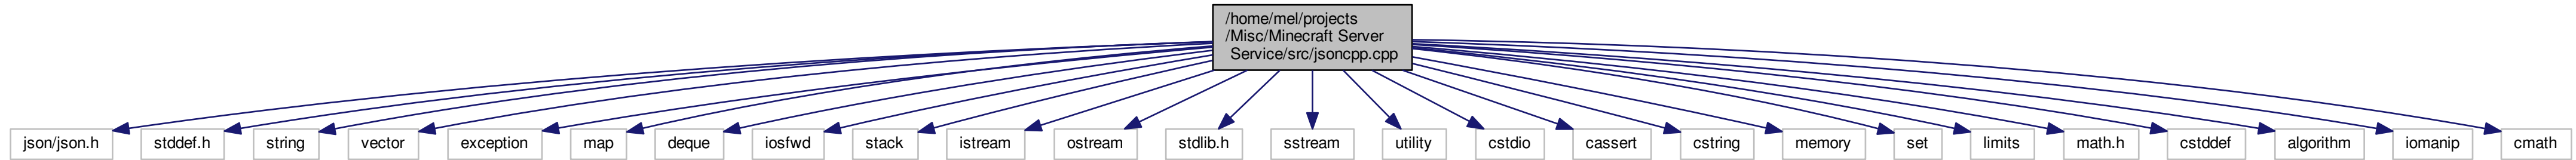 /home/mel/projects
/Misc/Minecraft Server
Service/src/jsoncpp.cpp
json/json.h
stddef.h
string
vector
exception
map
deque
iosfwd
stack
istream
ostream
stdlib.h
sstream
utility
cstdio
cassert
cstring
memory
set
limits
math.h
cstddef
algorithm
iomanip
cmath